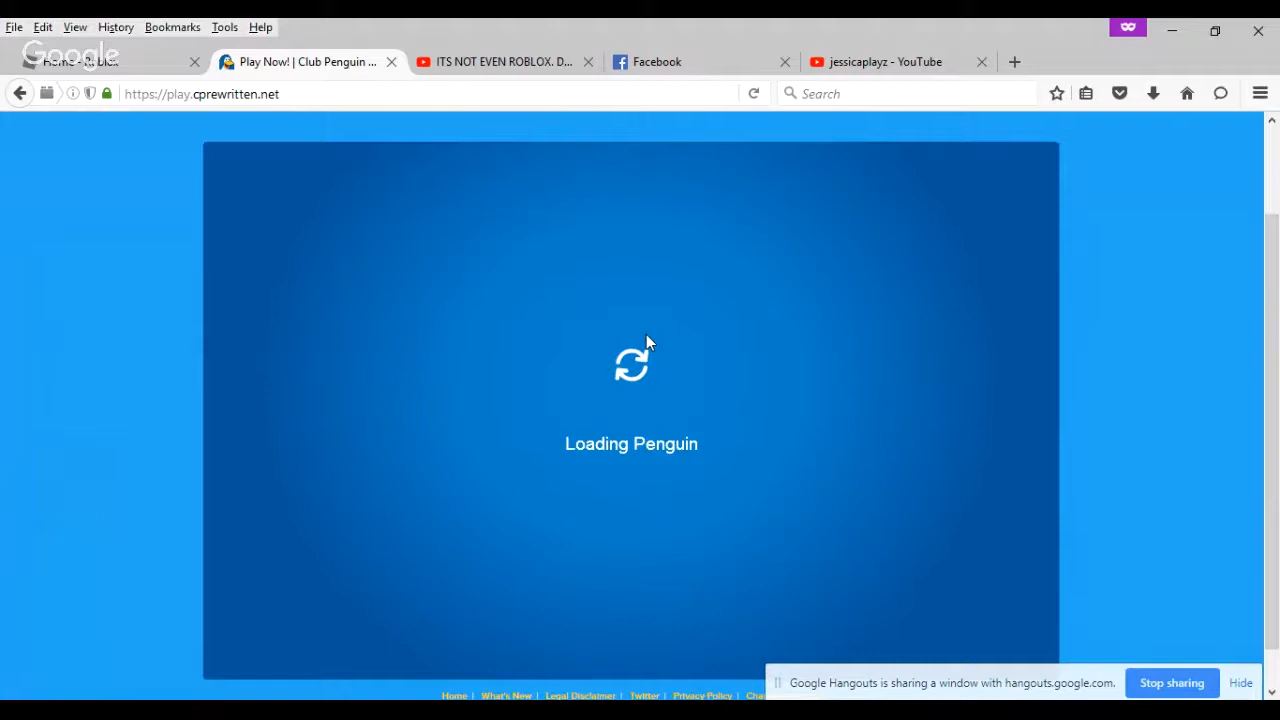 File Edit View History Bookmarks Tools Help
Google
Play Now! | Club Penguin ...
ITS NOT EVEN ROBLOX. D...
Facebook
jessicaplayz - YouTube
https://play.cprewritten.net
Search
Loading Penguin
Google Hangouts is sharing a window with hangouts.google.com.
Stop sharing
Hide
Home | What's New | Legal Disclaimer | Twitter | Privacy Policy |